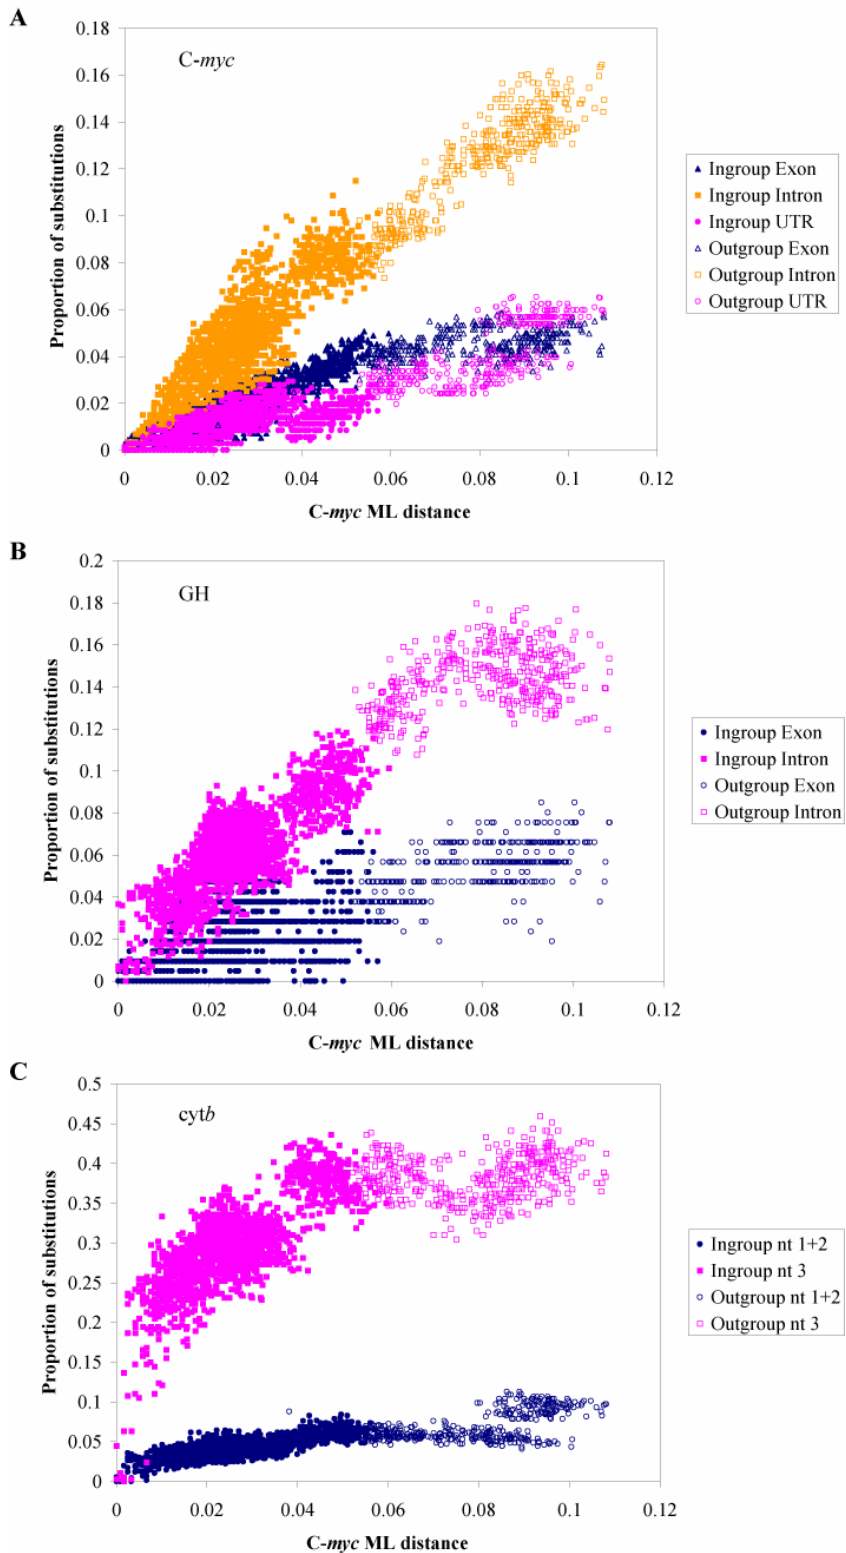 A
C-myc
Proportion of substitutions
0.18
0.16
0.14
0.12
0.1
0.08
0.06
0.04
0.02
0
0 0.02 0.04 0.06 0.08 0.1 0.12
C-myc ML distance
Ingroup Exon
Ingroup Intron
Ingroup UTR
Outgroup Exon
Outgroup Intron
Outgroup UTR
B
GH
Proportion of substitutions
0.2
0.18
0.16
0.14
0.12
0.1
0.08
0.06
0.04
0.02
0
0 0.02 0.04 0.06 0.08 0.1 0.12
C-myc ML distance
Ingroup Exon
Ingroup Intron
Outgroup Exon
Outgroup Intron
C
cytb
Proportion of substitutions
0.5
0.45
0.4
0.35
0.3
0.25
0.2
0.15
0.1
0.05
0
0 0.02 0.04 0.06 0.08 0.1 0.12
C-myc ML distance
Ingroup nt 1+2
Ingroup nt 3
Outgroup nt 1+2
Outgroup nt 3